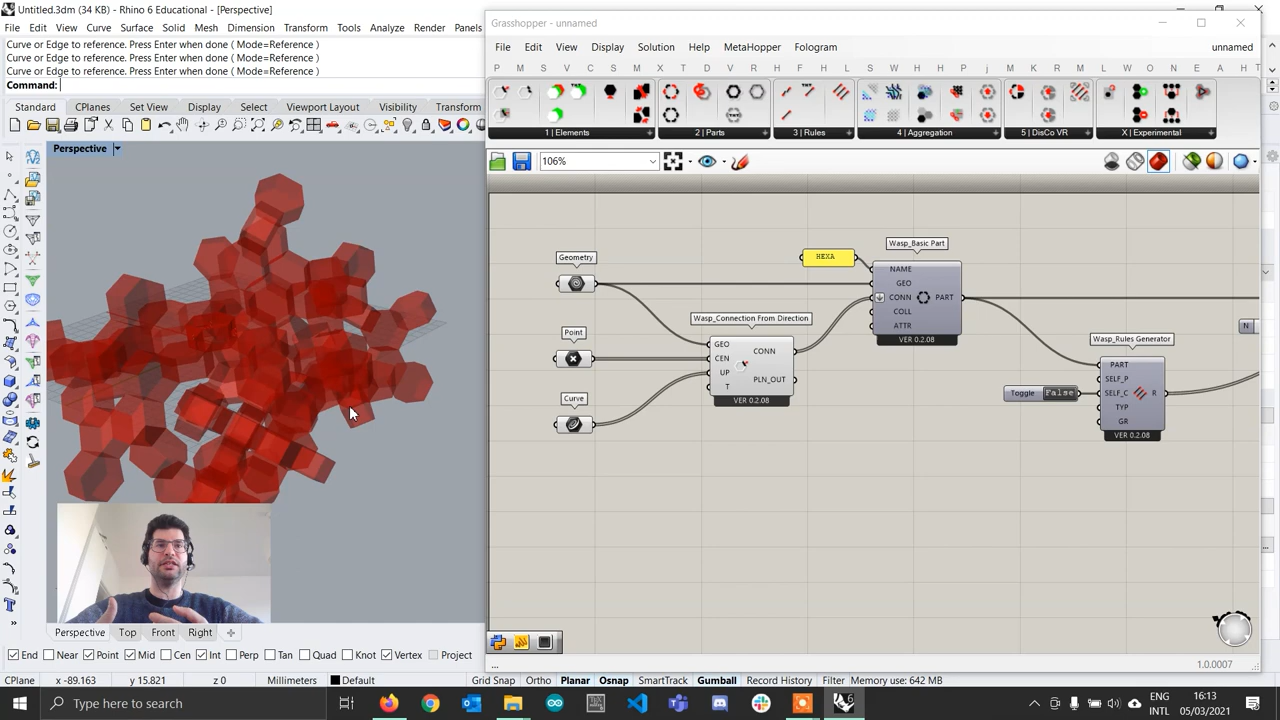 Untitled.3dm (34 KB) - Rhino 6 Educational - [Perspective]
File Edit View Curve Surface Solid Mesh Dimension Transform Tools Analyze Render Panels
Curve or Edge to reference. Press Enter when done ( Mode=Reference )
Curve or Edge to reference. Press Enter when done ( Mode=Reference )
Curve or Edge to reference. Press Enter when done ( Mode=Reference )
Command:
Standard CPlanes Set View Display Select Viewport Layout Visibility Transform
Perspective
Grasshopper - unnamed
File Edit View Display Solution Help MetaHopper Fologram unnamed
P M S V C S M D V R H F H L S W H H P j M V L W O Z E H T
1 | Elements 2 | Parts 3 | Rules 4 | Aggregation 5 | DisCo VR X | Experimental
106%
Geometry
Point
Curve
Wasp_Connection From Direction
GEO
CEN
UP
T
CONN
PLN_OUT
VER 0.2.08
HEXA
Wasp_Basic Part
NAME
GEO
CONN
COLL
ATTR
PART
VER 0.2.08
Toggle False
Wasp_Rules Generator
PART
SELF_P
SELF_C
TYP
GR
R
VER 0.2.08
N
...
1.0.0007
Perspective Top Front Right
End Near Point Mid Cen Int Perp Tan Quad Knot Vertex Project
CPlane x -89.163 y 15.821 z 0 Millimeters Default Grid Snap Ortho Planar Osnap SmartTrack Gumball Record History Filter Memory use: 642 MB
Type here to search
ENG
INTL
16:13
05/03/2021